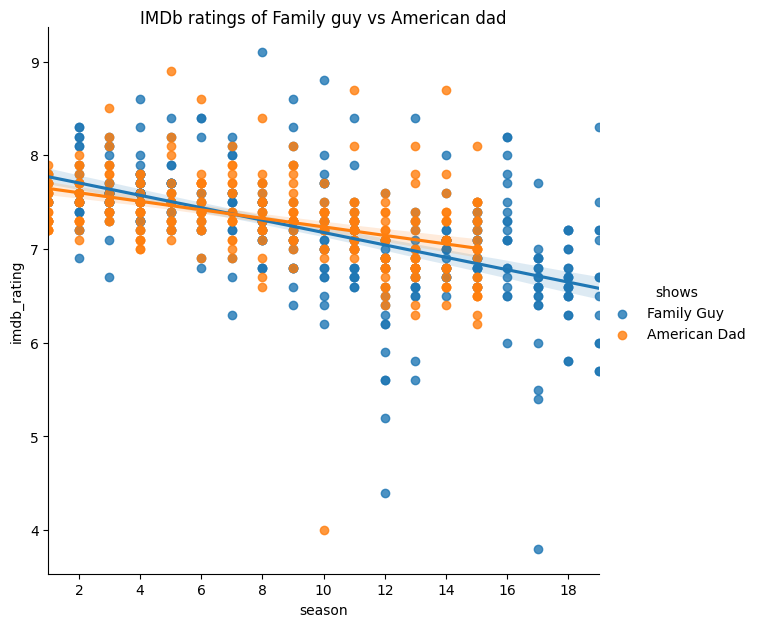 IMDb ratings of Family guy vs American dad
9
8
7
6
5
4
imdb_rating
2 4 6 8 10 12 14 16 18
season
shows
Family Guy
American Dad